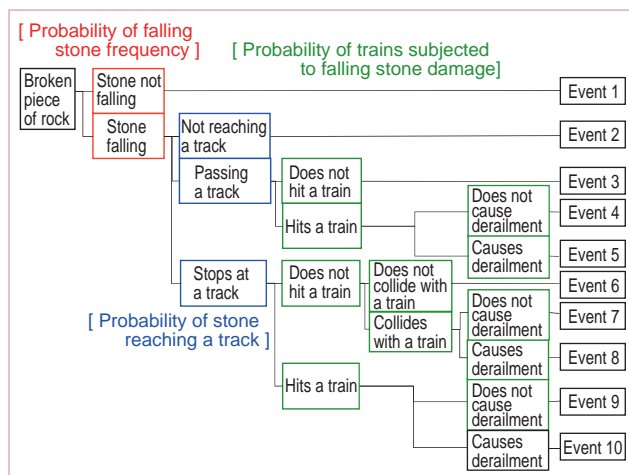 [ Probability of falling
stone frequency ]
[ Probability of trains subjected
to falling stone damage]
Broken
piece
of rock
Stone not
falling
Event 1
Stone
falling
Not reaching
a track
Event 2
Passing
a track
Does not
hit a train
Event 3
Hits a train
Does not
cause
derailment
Event 4
Causes
derailment
Event 5
Stops at
a track
Does not
hit a train
Does not
collide with
a train
Event 6
Collides
with a train
Does not
cause
derailment
Event 7
Causes
derailment
Event 8
[ Probability of stone
reaching a track ]
Hits a train
Does not
cause
derailment
Event 9
Causes
derailment
Event 10